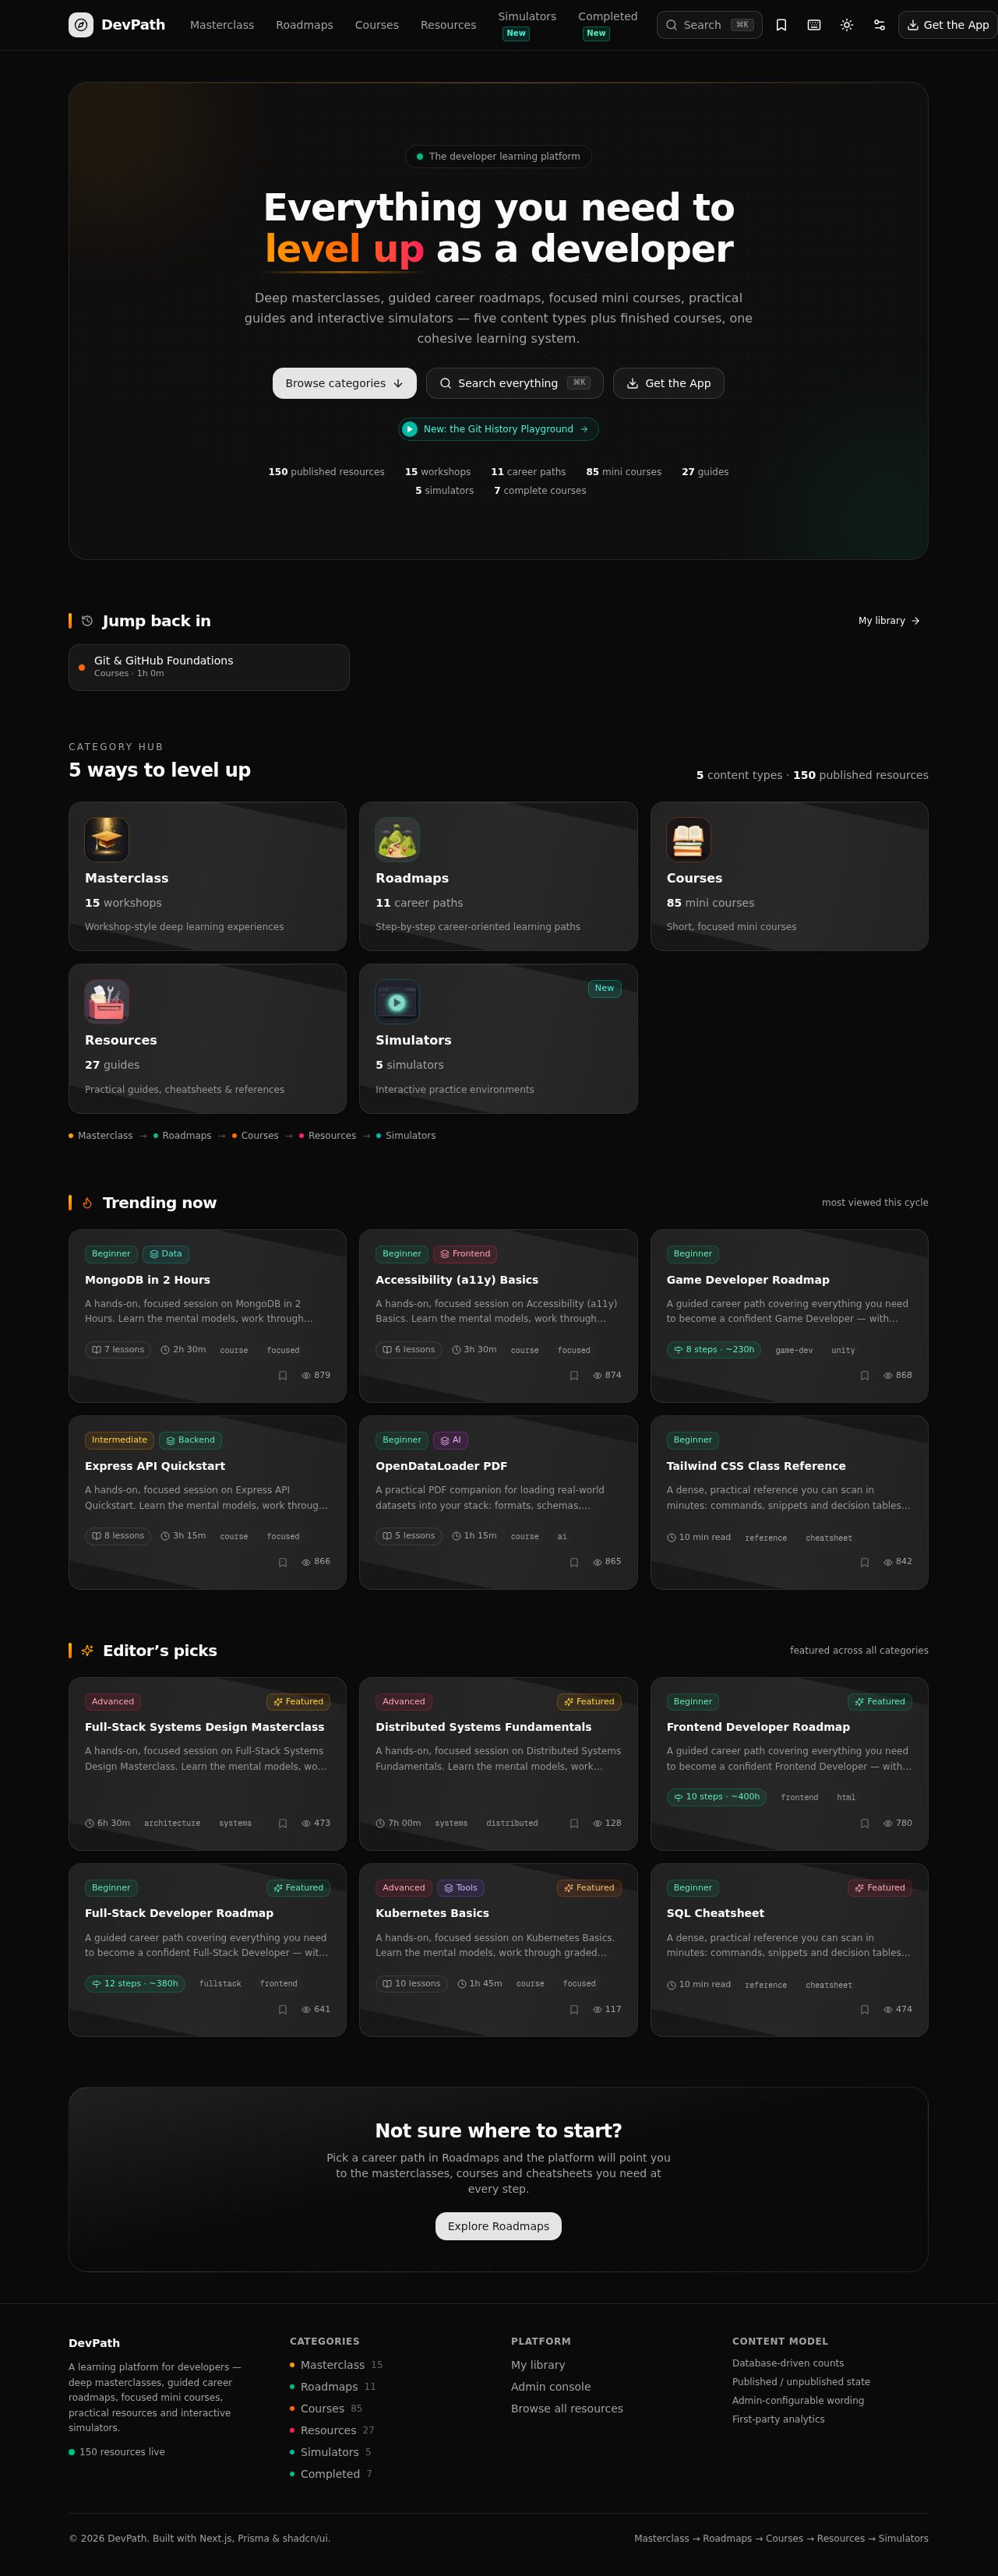 DevPath
Masterclass
Roadmaps
Courses
Resources
Simulators New
Completed New
Search ⌘K
Get the App
The developer learning platform
Everything you need to
level up as a developer
Deep masterclasses, guided career roadmaps, focused mini courses, practical
guides and interactive simulators — five content types plus finished courses, one
cohesive learning system.
Browse categories
Search everything ⌘K
Get the App
New: the Git History Playground →
150 published resources 15 workshops 11 career paths 85 mini courses 27 guides
5 simulators 7 complete courses
Jump back in
My library →
Git & GitHub Foundations
Courses · 1h 0m
CATEGORY HUB
5 ways to level up
5 content types · 150 published resources
Masterclass
15 workshops
Workshop-style deep learning experiences
Roadmaps
11 career paths
Step-by-step career-oriented learning paths
Courses
85 mini courses
Short, focused mini courses
Resources
27 guides
Practical guides, cheatsheets & references
New
Simulators
5 simulators
Interactive practice environments
Masterclass → Roadmaps → Courses → Resources → Simulators
Trending now
most viewed this cycle
Beginner Data
MongoDB in 2 Hours
A hands-on, focused session on MongoDB in 2
Hours. Learn the mental models, work through...
7 lessons 2h 30m course focused
879
Beginner Frontend
Accessibility (a11y) Basics
A hands-on, focused session on Accessibility (a11y)
Basics. Learn the mental models, work through...
6 lessons 3h 30m course focused
874
Beginner
Game Developer Roadmap
A guided career path covering everything you need
to become a confident Game Developer — with...
8 steps · ~230h game-dev unity
868
Intermediate Backend
Express API Quickstart
A hands-on, focused session on Express API
Quickstart. Learn the mental models, work throug...
8 lessons 3h 15m course focused
866
Beginner AI
OpenDataLoader PDF
A practical PDF companion for loading real-world
datasets into your stack: formats, schemas,...
5 lessons 1h 15m course ai
865
Beginner
Tailwind CSS Class Reference
A dense, practical reference you can scan in
minutes: commands, snippets and decision tables...
10 min read reference cheatsheet
842
Editor’s picks
featured across all categories
Advanced Featured
Full-Stack Systems Design Masterclass
A hands-on, focused session on Full-Stack Systems
Design Masterclass. Learn the mental models, wo...
6h 30m architecture systems 473
Advanced Featured
Distributed Systems Fundamentals
A hands-on, focused session on Distributed Systems
Fundamentals. Learn the mental models, work...
7h 00m systems distributed 128
Beginner Featured
Frontend Developer Roadmap
A guided career path covering everything you need
to become a confident Frontend Developer — with...
10 steps · ~400h frontend html
780
Beginner Featured
Full-Stack Developer Roadmap
A guided career path covering everything you need
to become a confident Full-Stack Developer — wit...
12 steps · ~380h fullstack frontend
641
Advanced Tools Featured
Kubernetes Basics
A hands-on, focused session on Kubernetes Basics.
Learn the mental models, work through graded...
10 lessons 1h 45m course focused
117
Beginner Featured
SQL Cheatsheet
A dense, practical reference you can scan in
minutes: commands, snippets and decision tables...
10 min read reference cheatsheet
474
Not sure where to start?
Pick a career path in Roadmaps and the platform will point you
to the masterclasses, courses and cheatsheets you need at
every step.
Explore Roadmaps
DevPath
A learning platform for developers —
deep masterclasses, guided career
roadmaps, focused mini courses,
practical resources and interactive
simulators.
150 resources live
CATEGORIES
Masterclass 15
Roadmaps 11
Courses 85
Resources 27
Simulators 5
Completed 7
PLATFORM
My library
Admin console
Browse all resources
CONTENT MODEL
Database-driven counts
Published / unpublished state
Admin-configurable wording
First-party analytics
© 2026 DevPath. Built with Next.js, Prisma & shadcn/ui.
Masterclass → Roadmaps → Courses → Resources → Simulators